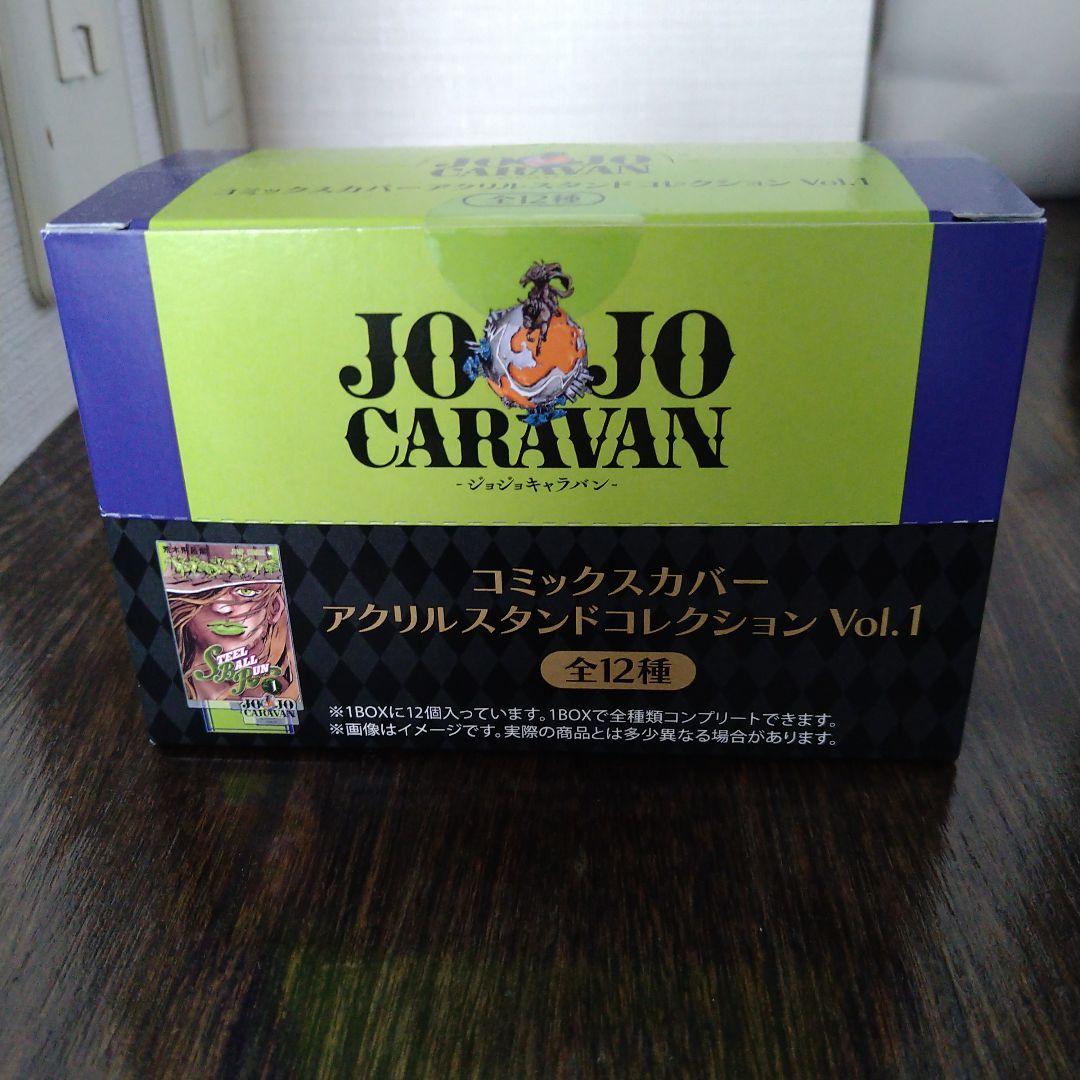 JOJO
CARAVAN
コミックスカバー アクリルスタンドコレクション Vol.1
全12種
JOJO
CARAVAN
-ジョジョキャラバン-
荒木飛呂彦
STEEL
BALL
RUN
1
JOJO
CARAVAN
コミックスカバー
アクリルスタンドコレクション Vol.1
全12種
※1BOXに12個入っています。1BOXで全種類コンプリートできます。
※画像はイメージです。実際の商品とは多少異なる場合があります。